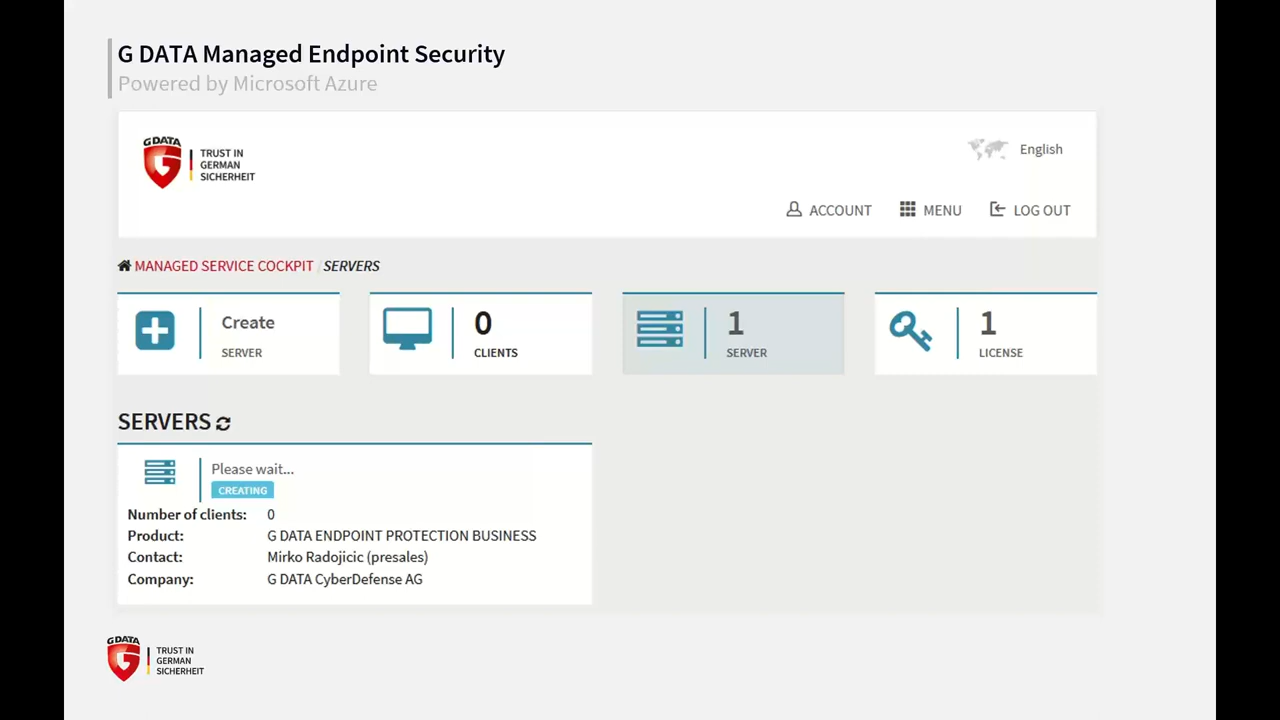 G DATA Managed Endpoint Security
Powered by Microsoft Azure
G DATA
TRUST IN
GERMAN
SICHERHEIT
English
ACCOUNT
MENU
LOG OUT
MANAGED SERVICE COCKPIT / SERVERS
Create
SERVER
0
CLIENTS
1
SERVER
1
LICENSE
SERVERS
Please wait...
CREATING
Number of clients: 0
Product: G DATA ENDPOINT PROTECTION BUSINESS
Contact: Mirko Radojicic (presales)
Company: G DATA CyberDefense AG
G DATA
TRUST IN
GERMAN
SICHERHEIT